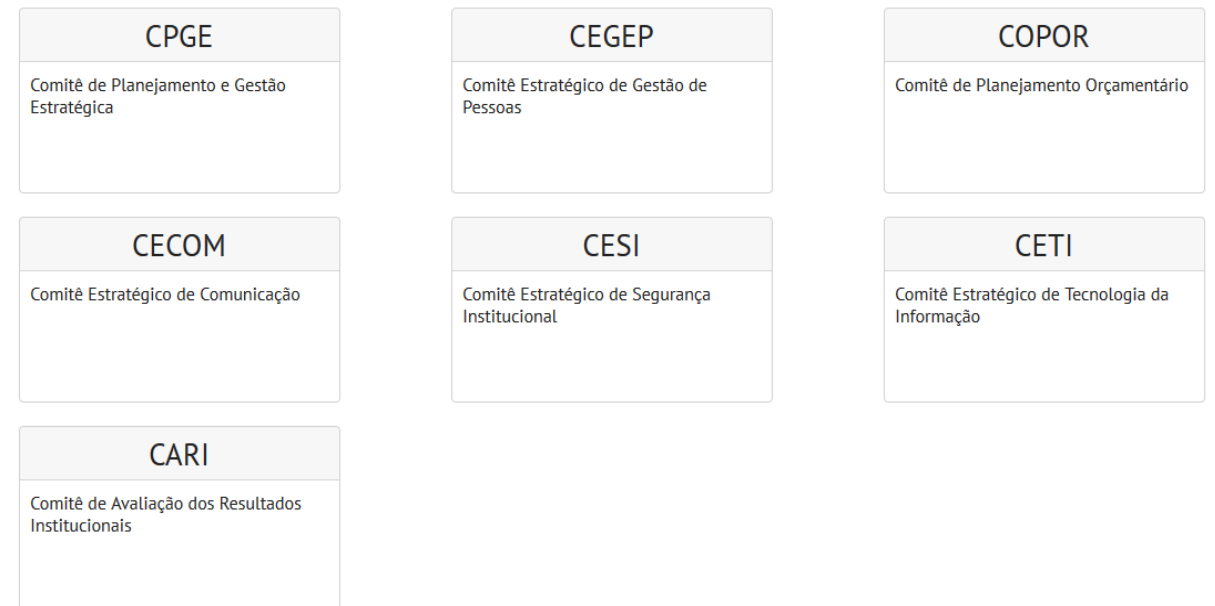 CPGE
Comitê de Planejamento e Gestão
Estratégica
CEGEP
Comitê Estratégico de Gestão de
Pessoas
COPOR
Comitê de Planejamento Orçamentário
CECOM
Comitê Estratégico de Comunicação
CESI
Comitê Estratégico de Segurança
Institucional
CETI
Comitê Estratégico de Tecnologia da
Informação
CARI
Comitê de Avaliação dos Resultados
Institucionais